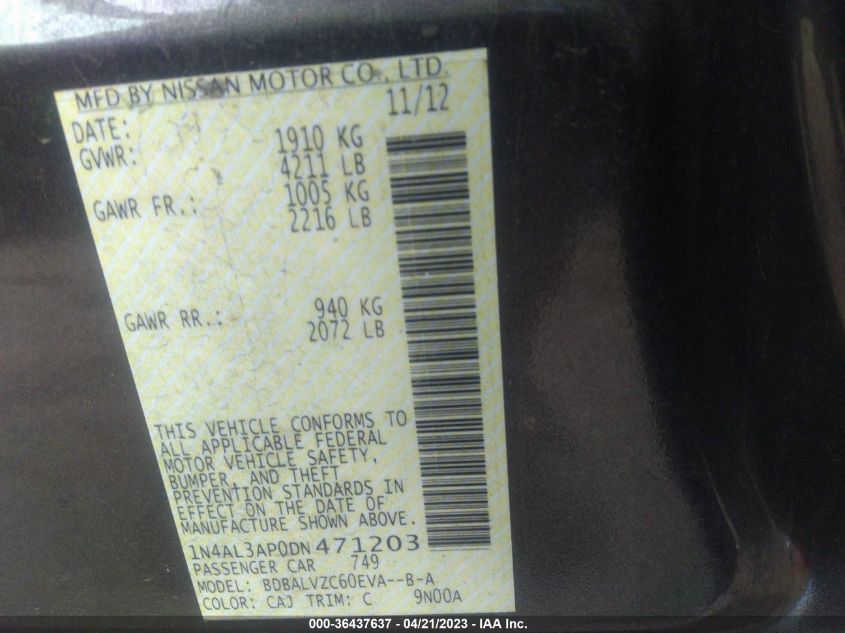 MFD BY NISSAN MOTOR CO., LTD.
DATE: 11/12
GVWR: 1910 KG
4211 LB
GAWR FR.: 1005 KG
2216 LB
GAWR RR.: 940 KG
2072 LB
THIS VEHICLE CONFORMS TO
ALL APPLICABLE FEDERAL
MOTOR VEHICLE SAFETY,
BUMPER, AND THEFT
PREVENTION STANDARDS IN
EFFECT ON THE DATE OF
MANUFACTURE SHOWN ABOVE.
1N4AL3AP0DN471203
PASSENGER CAR 749
MODEL: BDBALVZC60EVA--B-A
COLOR: CAJ TRIM: C 9N00A
000-36437637 - 04/21/2023 - IAA Inc.